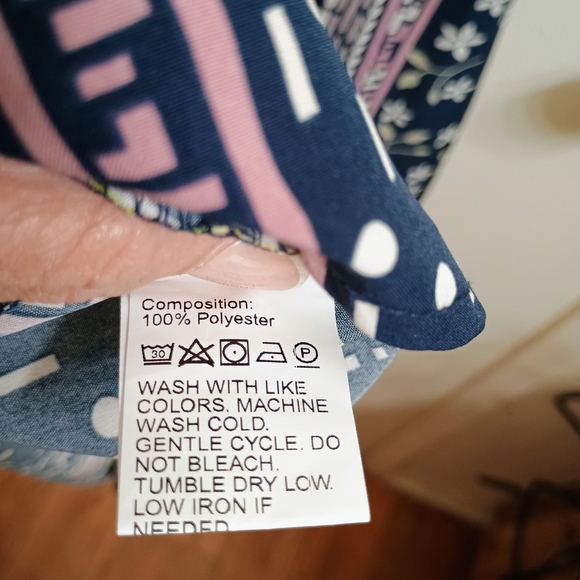 Composition:
100% Polyester
30 P
WASH WITH LIKE
COLORS. MACHINE
WASH COLD.
GENTLE CYCLE. DO
NOT BLEACH.
TUMBLE DRY LOW.
LOW IRON IF
NEEDED